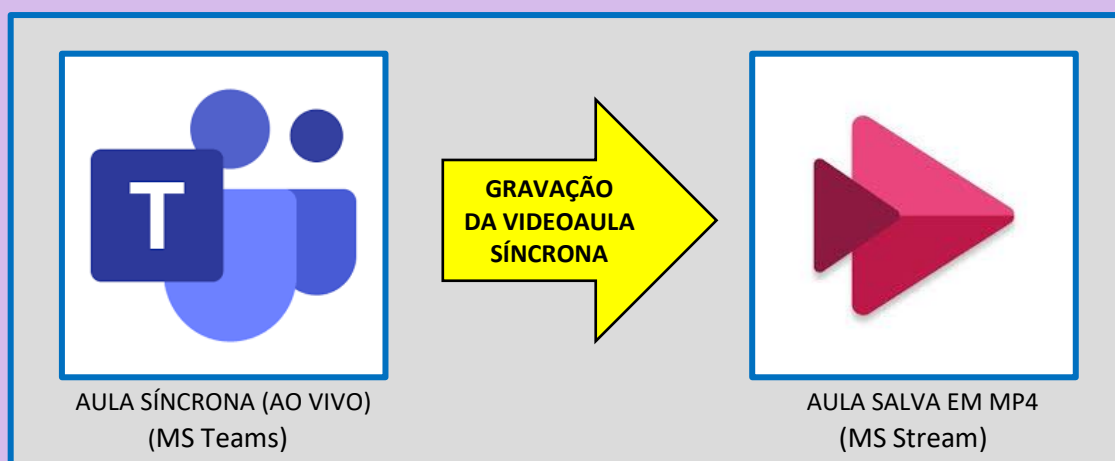 T
GRAVAÇÃO
DA VIDEOAULA
SÍNCRONA
AULA SÍNCRONA (AO VIVO)
(MS Teams)
AULA SALVA EM MP4
(MS Stream)